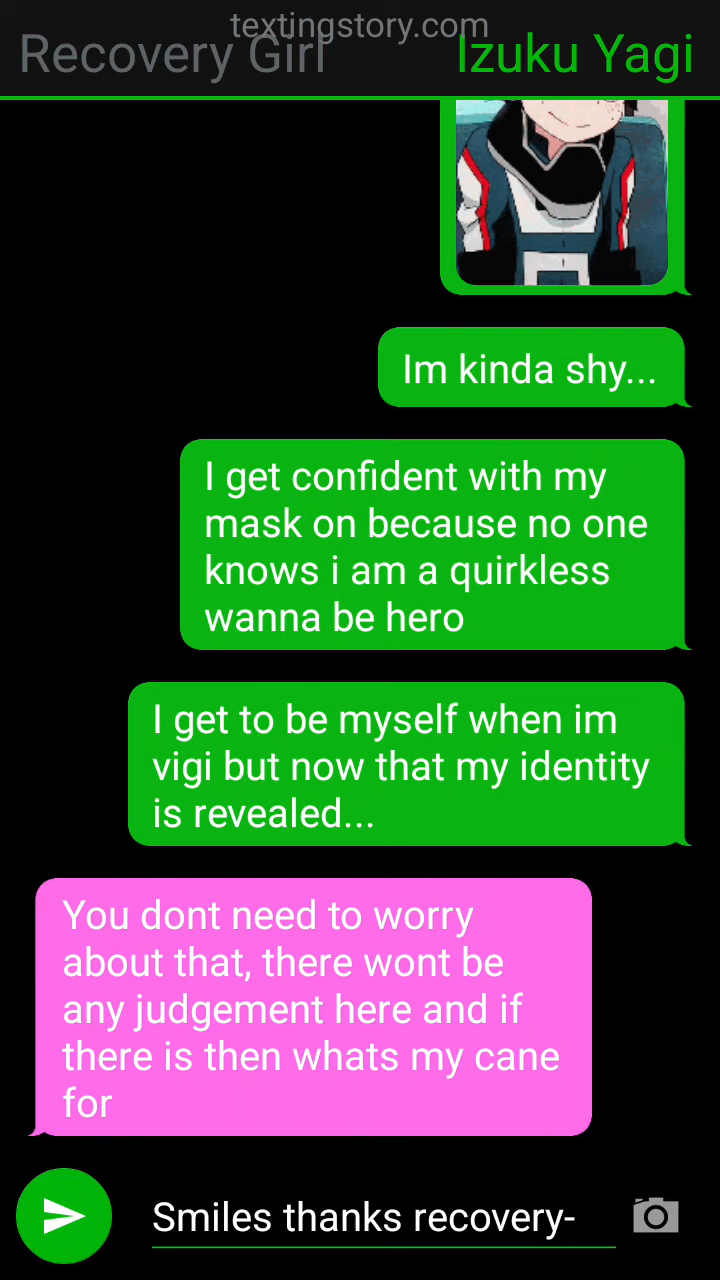 textingstory.com
Recovery Girl
Izuku Yagi
Im kinda shy...
I get confident with my
mask on because no one
knows i am a quirkless
wanna be hero
I get to be myself when im
vigi but now that my identity
is revealed...
You dont need to worry
about that, there wont be
any judgement here and if
there is then whats my cane
for
Smiles thanks recovery-